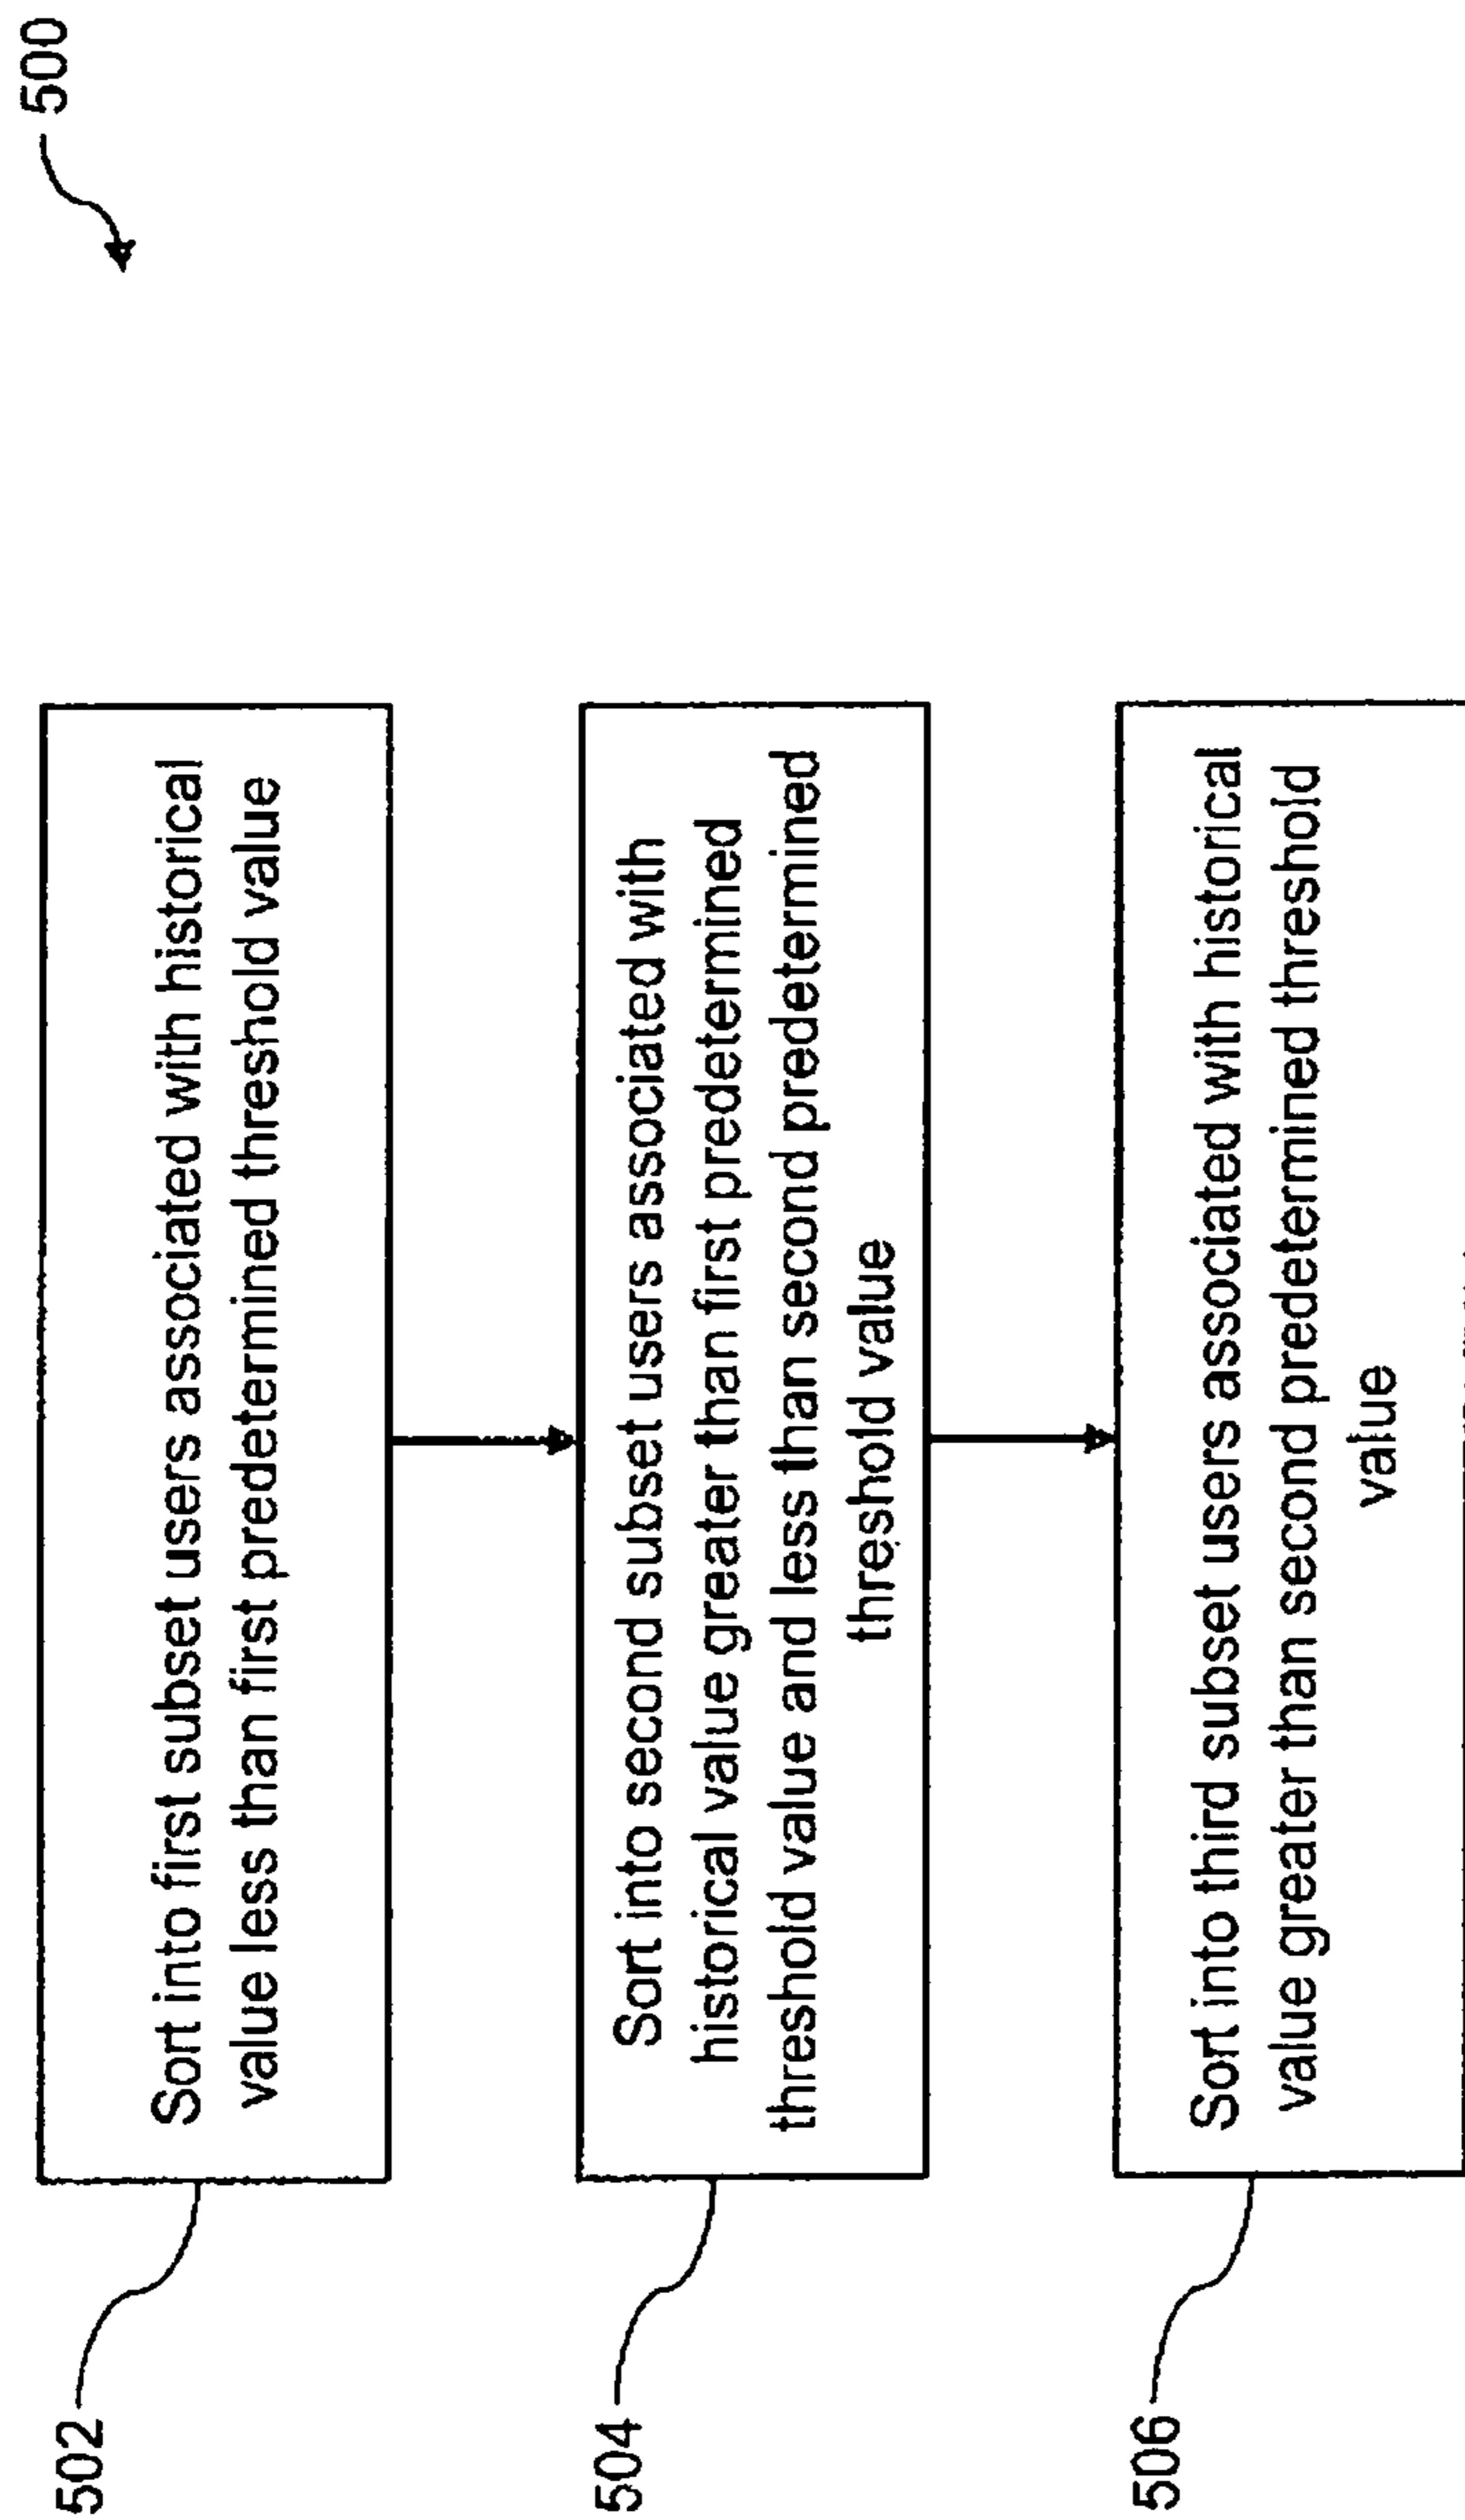 500
502
Sort into first subset users associated with historical
value less than first predetermined threshold value
504
Sort into second subset users associated with
historical value greater than first predetermined
threshold value and less than second predetermined
threshold value
506
Sort into third subset users associated with historical
value greater than second predetermined threshold
value